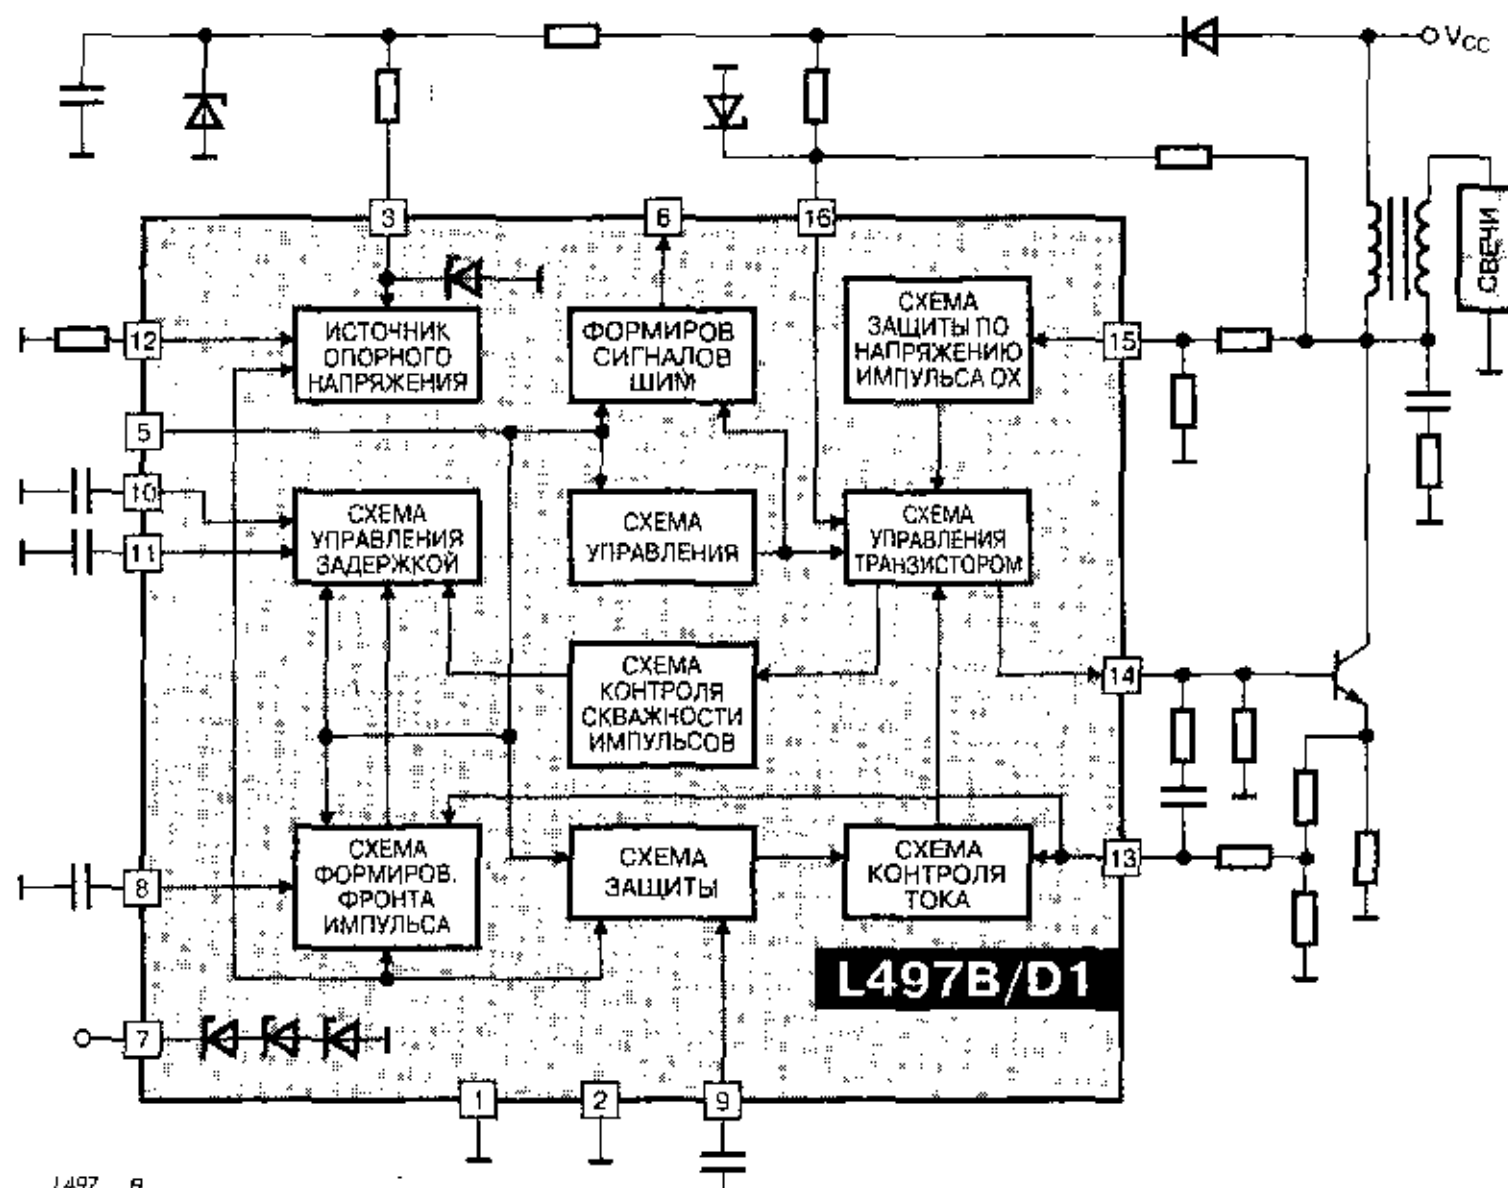 VCC
3
6
16
СВЕЧИ
12
ИСТОЧНИК
ОПОРНОГО
НАПРЯЖЕНИЯ
ФОРМИРОВ
СИГНАЛОВ
ШИМ
СХЕМА
ЗАЩИТЫ ПО
НАПРЯЖЕНИЮ
ИМПУЛЬСА ОХ
15
5
10
11
СХЕМА
УПРАВЛЕНИЯ
ЗАДЕРЖКОЙ
СХЕМА
УПРАВЛЕНИЯ
СХЕМА
УПРАВЛЕНИЯ
ТРАНЗИСТОРОМ
СХЕМА
КОНТРОЛЯ
СКВАЖНОСТИ
ИМПУЛЬСОВ
14
8
СХЕМА
ФОРМИРОВ.
ФРОНТА
ИМПУЛЬСА
СХЕМА
ЗАЩИТЫ
СХЕМА
КОНТРОЛЯ
ТОКА
13
L497B/D1
7
1
2
9
L497